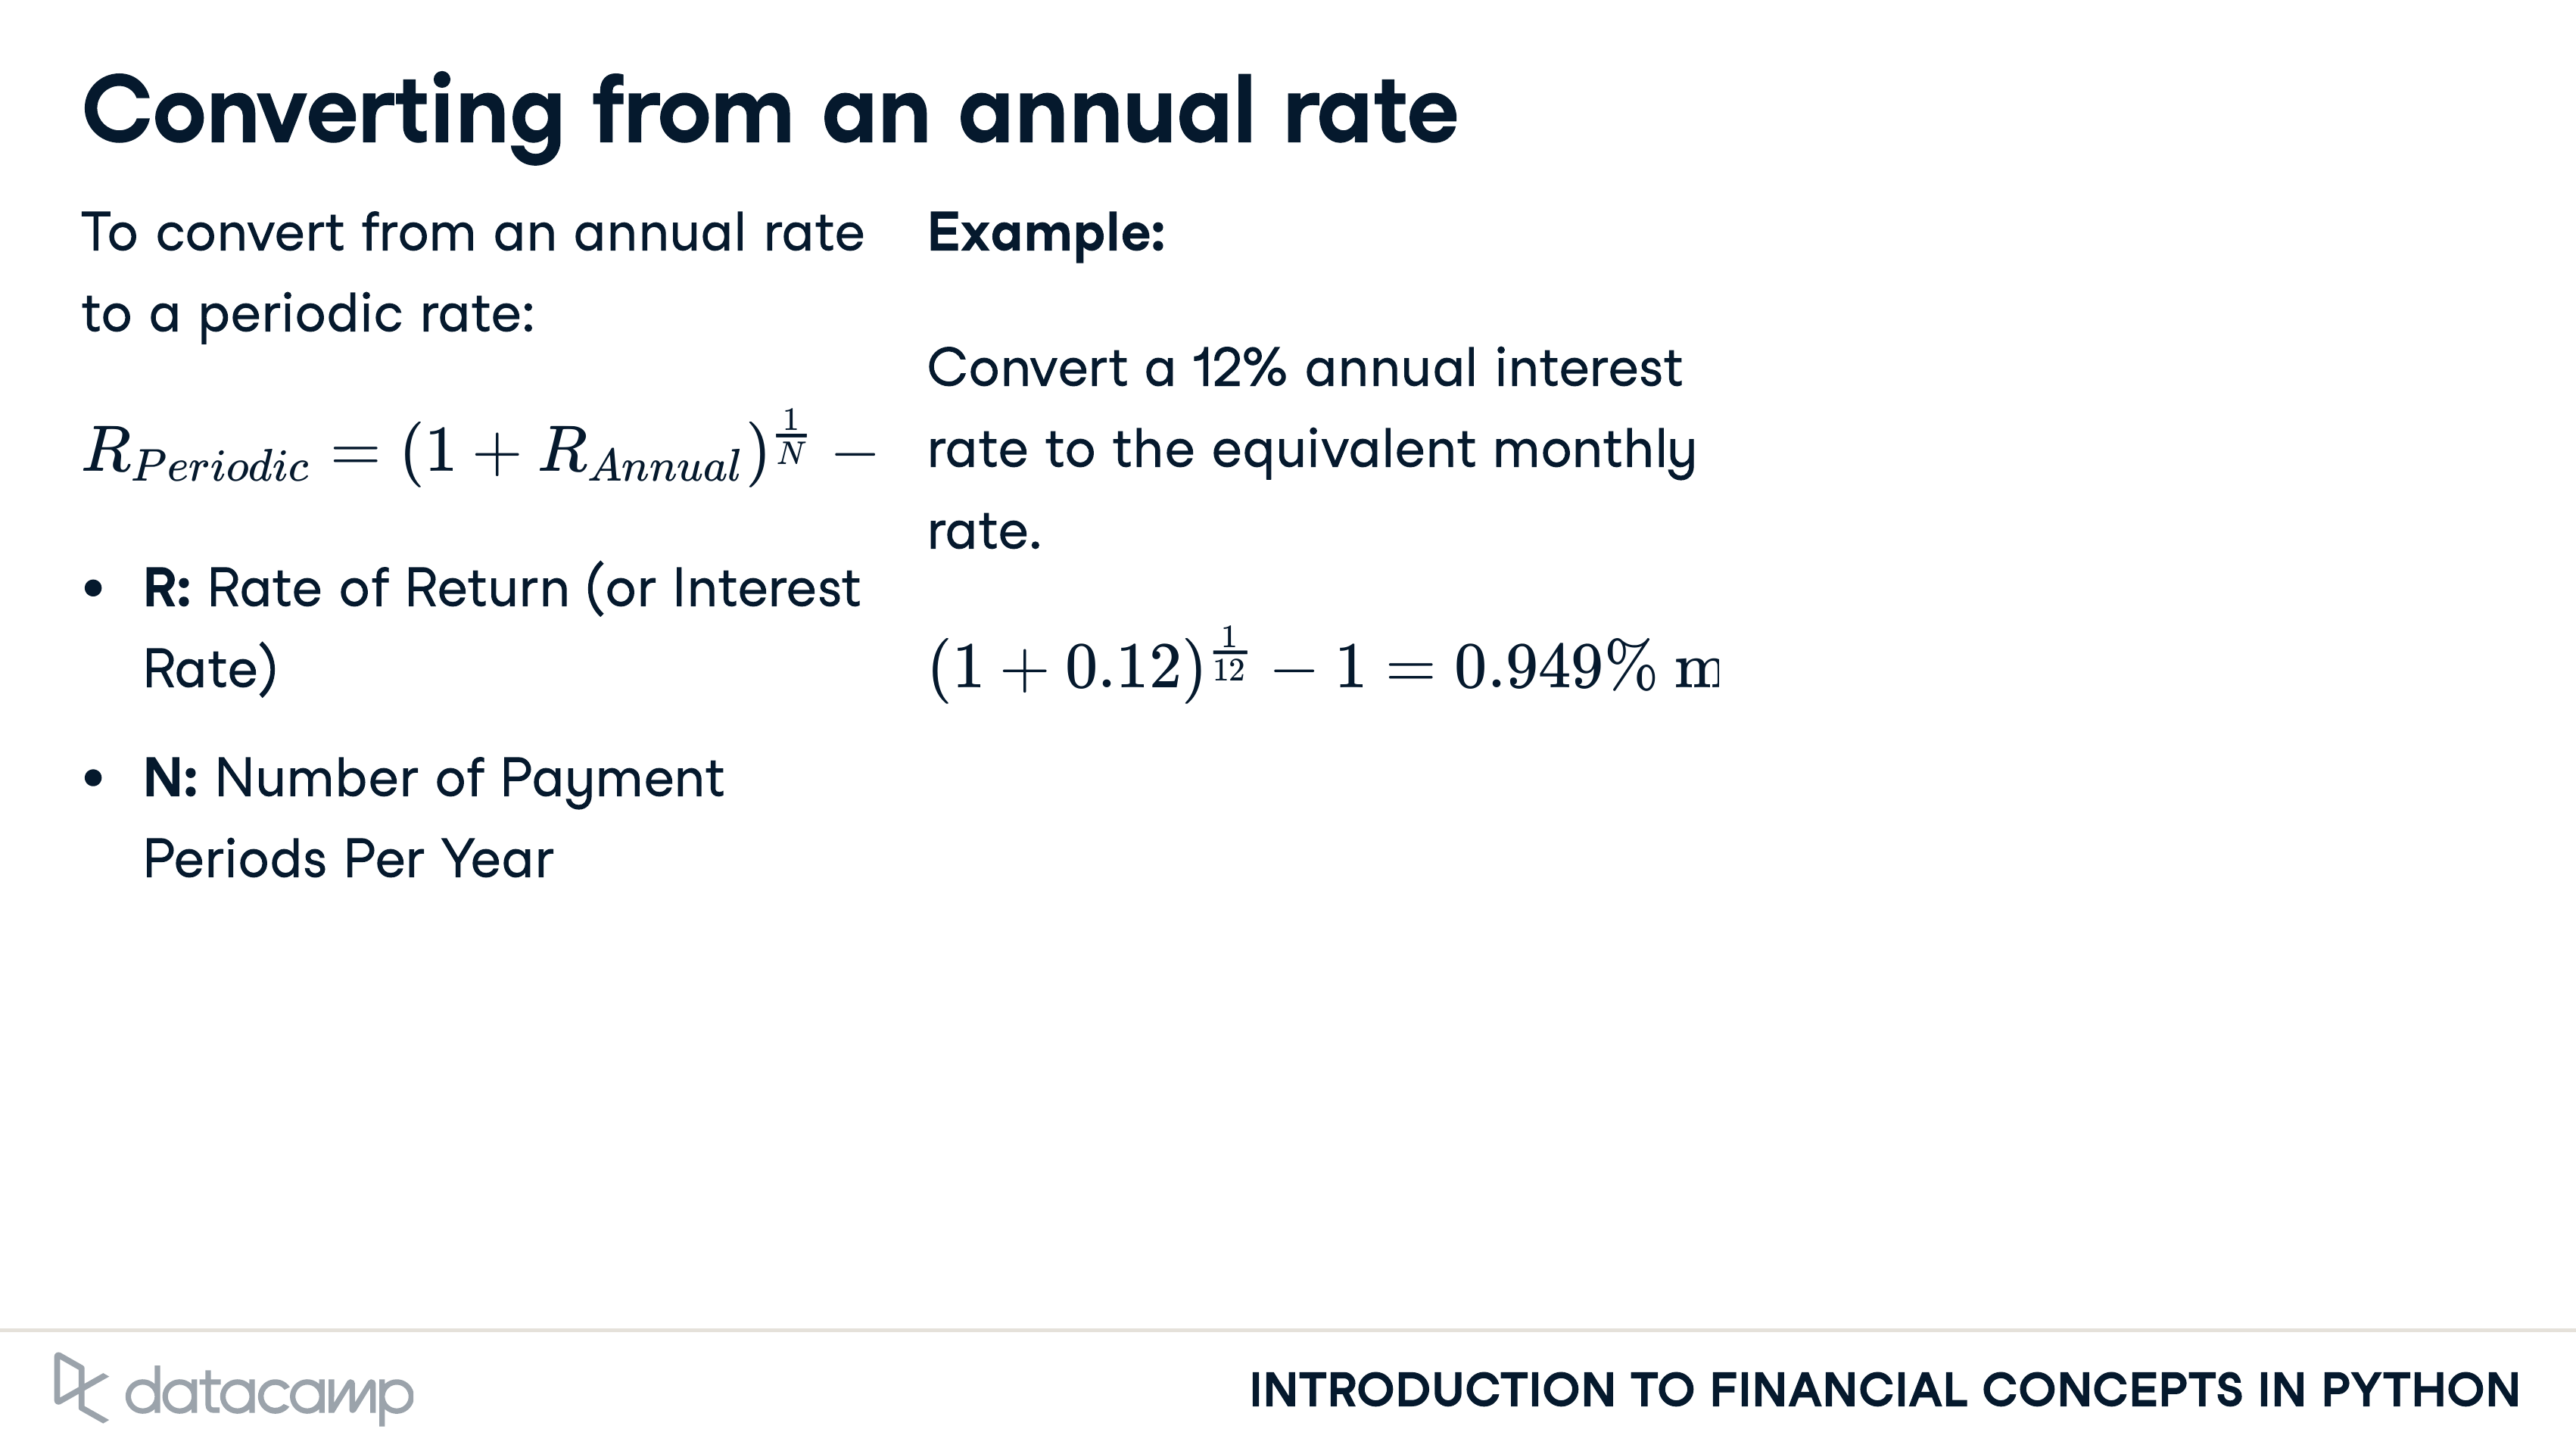 Converting from an annual rate
To convert from an annual rate
to a periodic rate:
R_{Periodic} = (1 + R_{Annual})^{\frac{1}{N}} −
• R: Rate of Return (or Interest
Rate)
• N: Number of Payment
Periods Per Year
Example:
Convert a 12% annual interest
rate to the equivalent monthly
rate.
(1 + 0.12)^{\frac{1}{12}} − 1 = 0.949% m
datacamp
INTRODUCTION TO FINANCIAL CONCEPTS IN PYTHON